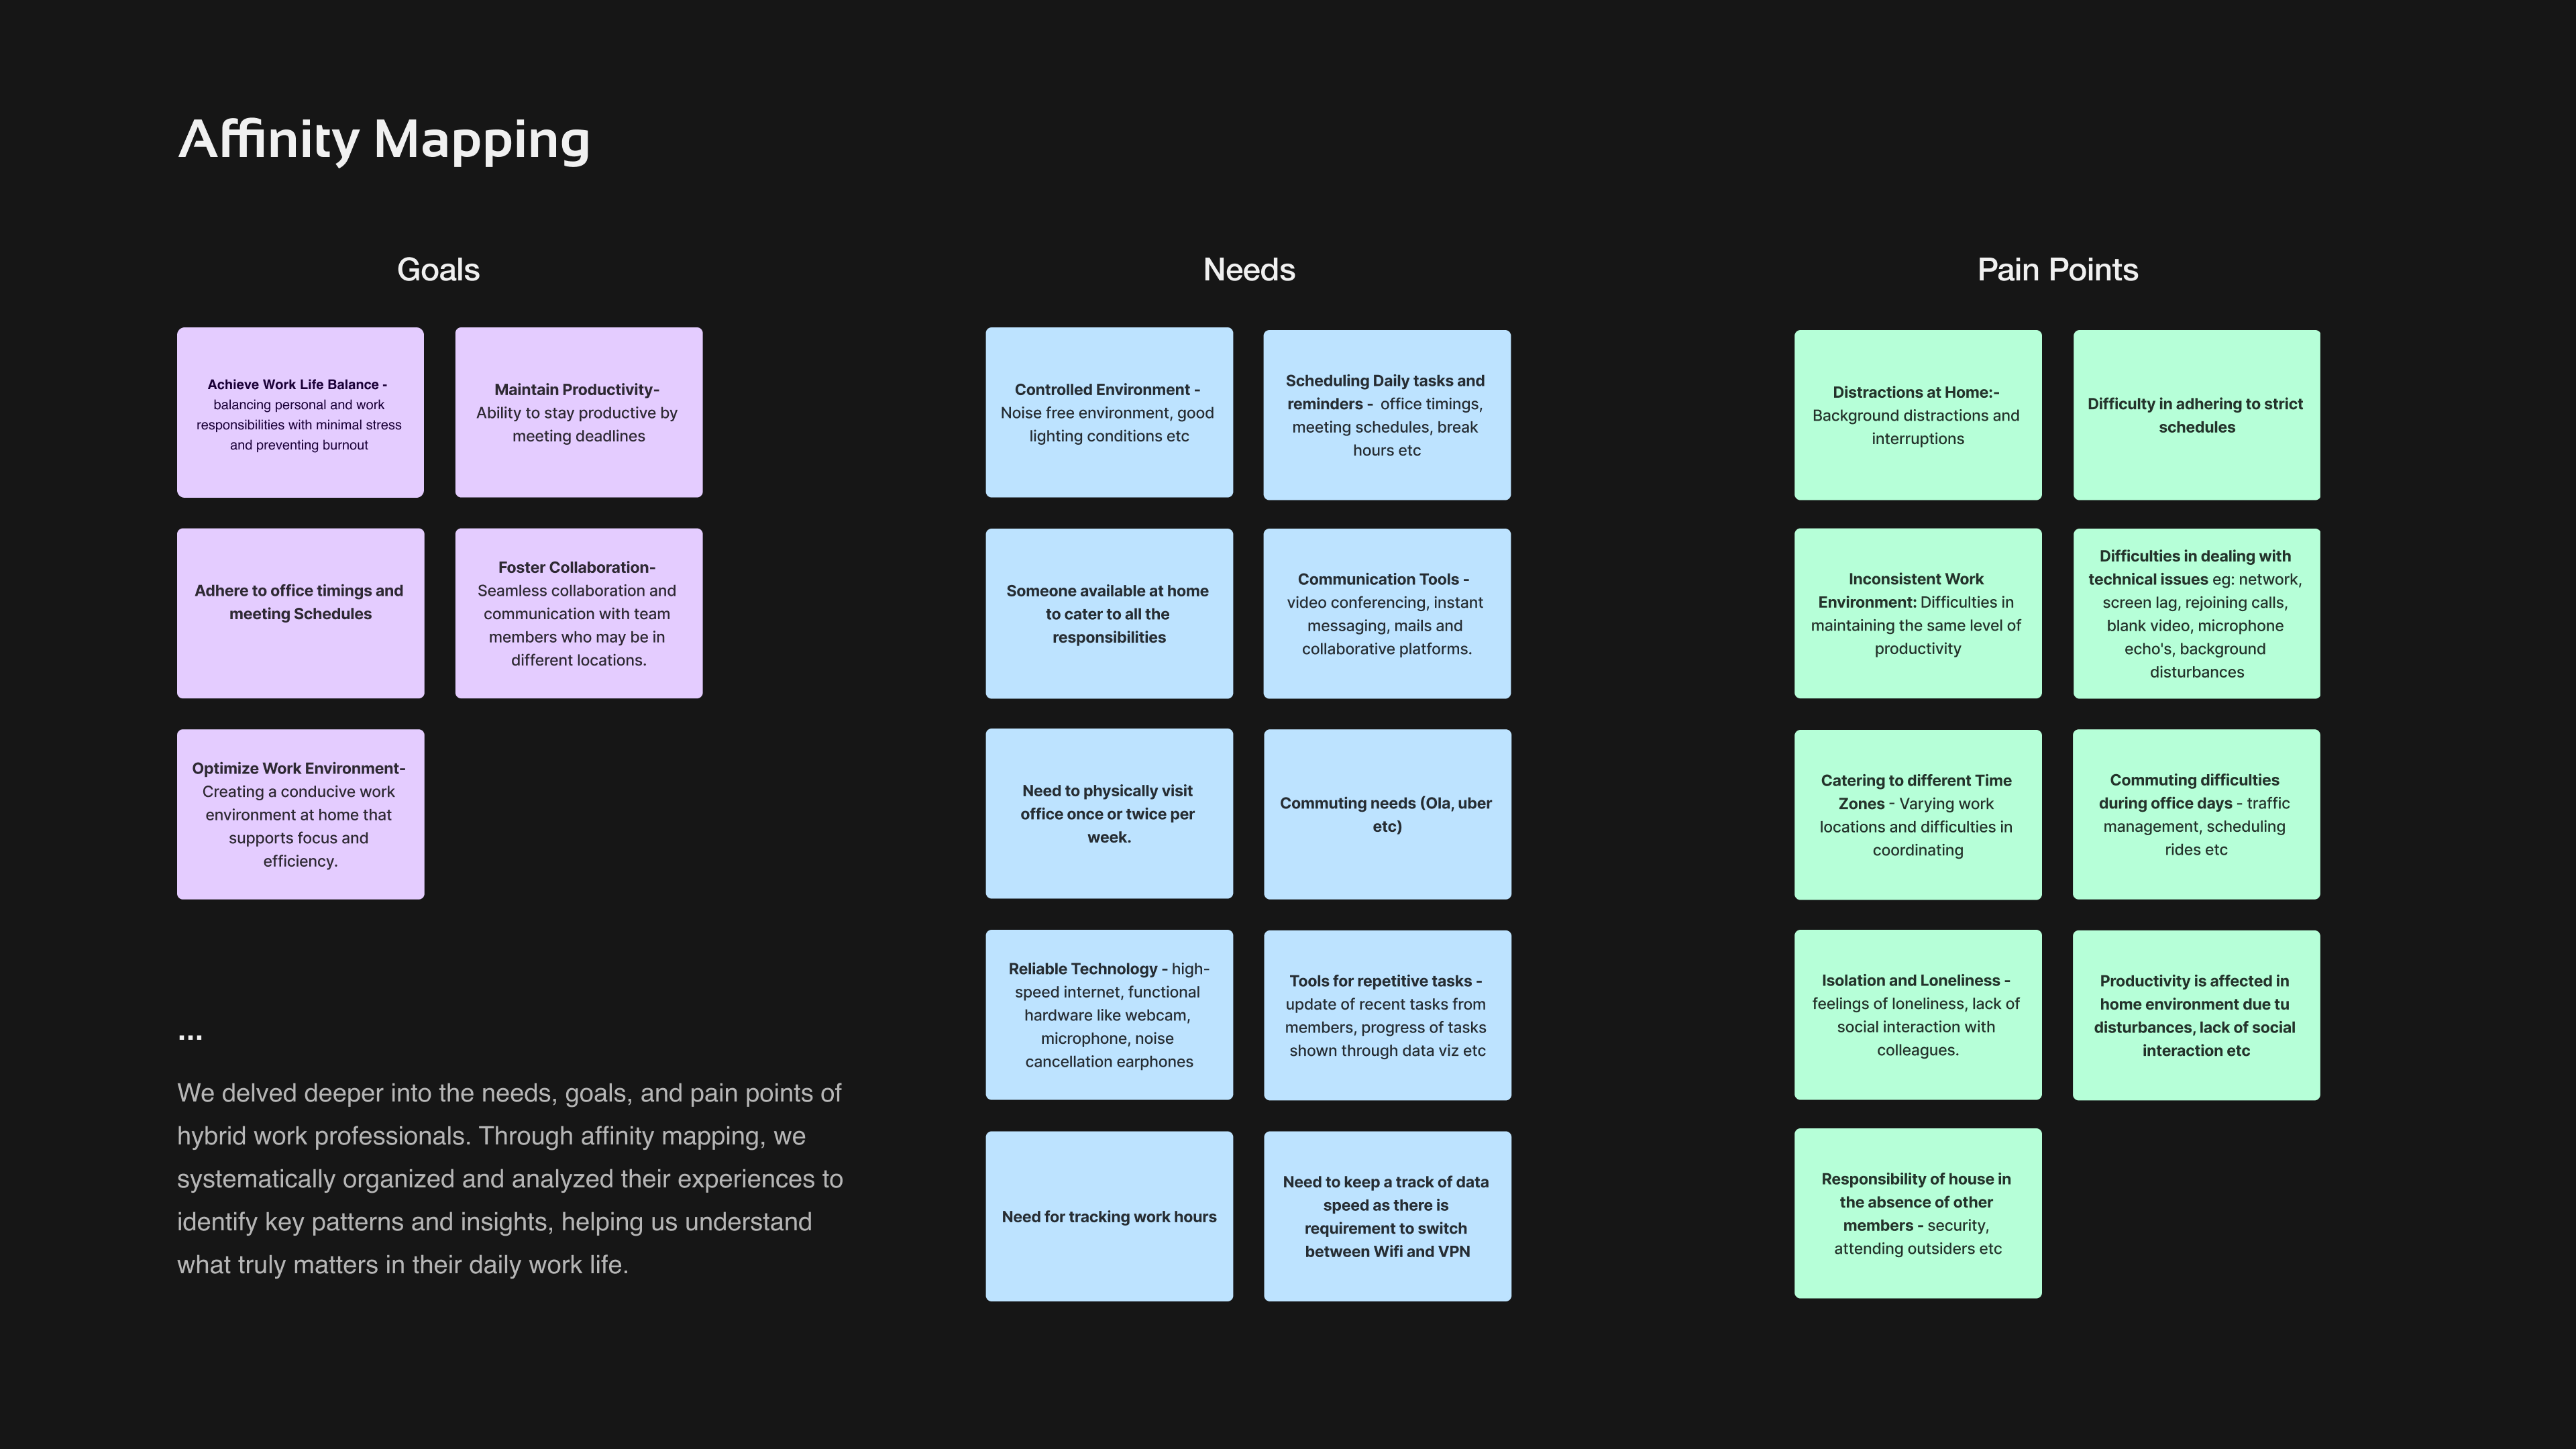 Affinity Mapping
Goals
Achieve Work Life Balance -
balancing personal and work
responsibilities with minimal stress
and preventing burnout
Maintain Productivity-
Ability to stay productive by
meeting deadlines
Adhere to office timings and
meeting Schedules
Foster Collaboration-
Seamless collaboration and
communication with team
members who may be in
different locations.
Optimize Work Environment-
Creating a conducive work
environment at home that
supports focus and
efficiency.
...
We delved deeper into the needs, goals, and pain points of
hybrid work professionals. Through affinity mapping, we
systematically organized and analyzed their experiences to
identify key patterns and insights, helping us understand
what truly matters in their daily work life.
Needs
Controlled Environment -
Noise free environment, good
lighting conditions etc
Scheduling Daily tasks and
reminders - office timings,
meeting schedules, break
hours etc
Someone available at home
to cater to all the
responsibilities
Communication Tools -
video conferencing, instant
messaging, mails and
collaborative platforms.
Need to physically visit
office once or twice per
week.
Commuting needs (Ola, uber
etc)
Reliable Technology - high-
speed internet, functional
hardware like webcam,
microphone, noise
cancellation earphones
Tools for repetitive tasks -
update of recent tasks from
members, progress of tasks
shown through data viz etc
Need for tracking work hours
Need to keep a track of data
speed as there is
requirement to switch
between Wifi and VPN
Pain Points
Distractions at Home:-
Background distractions and
interruptions
Difficulty in adhering to strict
schedules
Inconsistent Work
Environment: Difficulties in
maintaining the same level of
productivity
Difficulties in dealing with
technical issues eg: network,
screen lag, rejoining calls,
blank video, microphone
echo's, background
disturbances
Catering to different Time
Zones - Varying work
locations and difficulties in
coordinating
Commuting difficulties
during office days - traffic
management, scheduling
rides etc
Isolation and Loneliness -
feelings of loneliness, lack of
social interaction with
colleagues.
Productivity is affected in
home environment due tu
disturbances, lack of social
interaction etc
Responsibility of house in
the absence of other
members - security,
attending outsiders etc